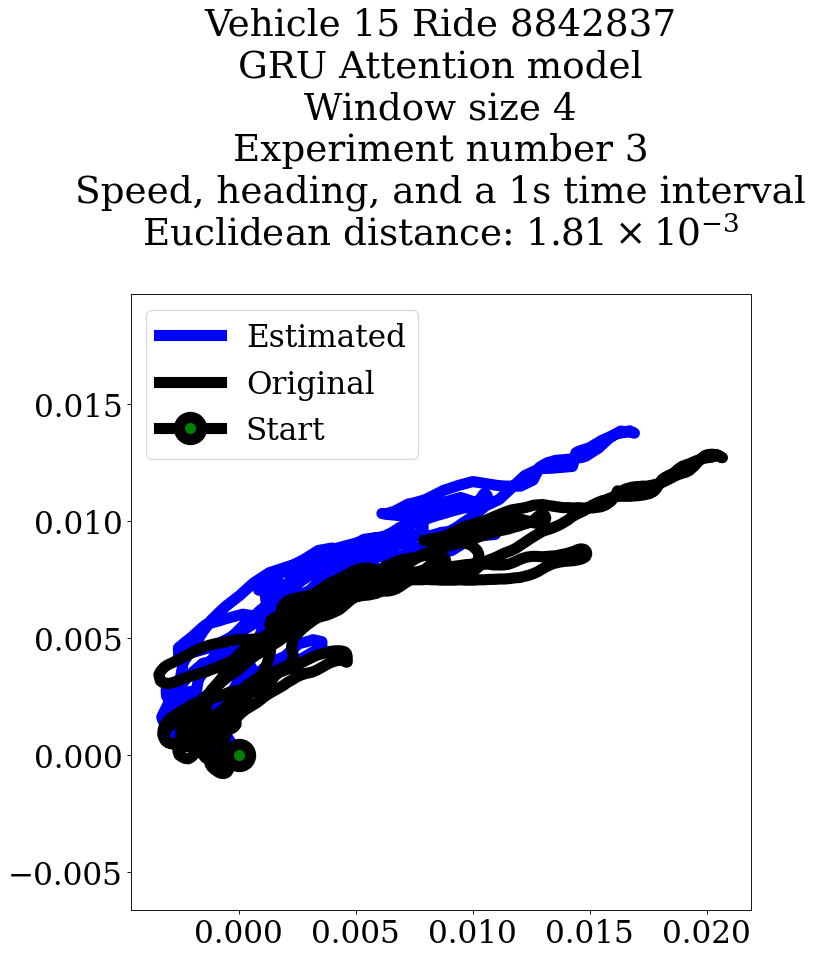 Vehicle 15 Ride 8842837
GRU Attention model
Window size 4
Experiment number 3
Speed, heading, and a 1s time interval
Euclidean distance: 1.81 × 10⁻³
Estimated
Original
Start
0.015
0.010
0.005
0.000
−0.005
0.000 0.005 0.010 0.015 0.020